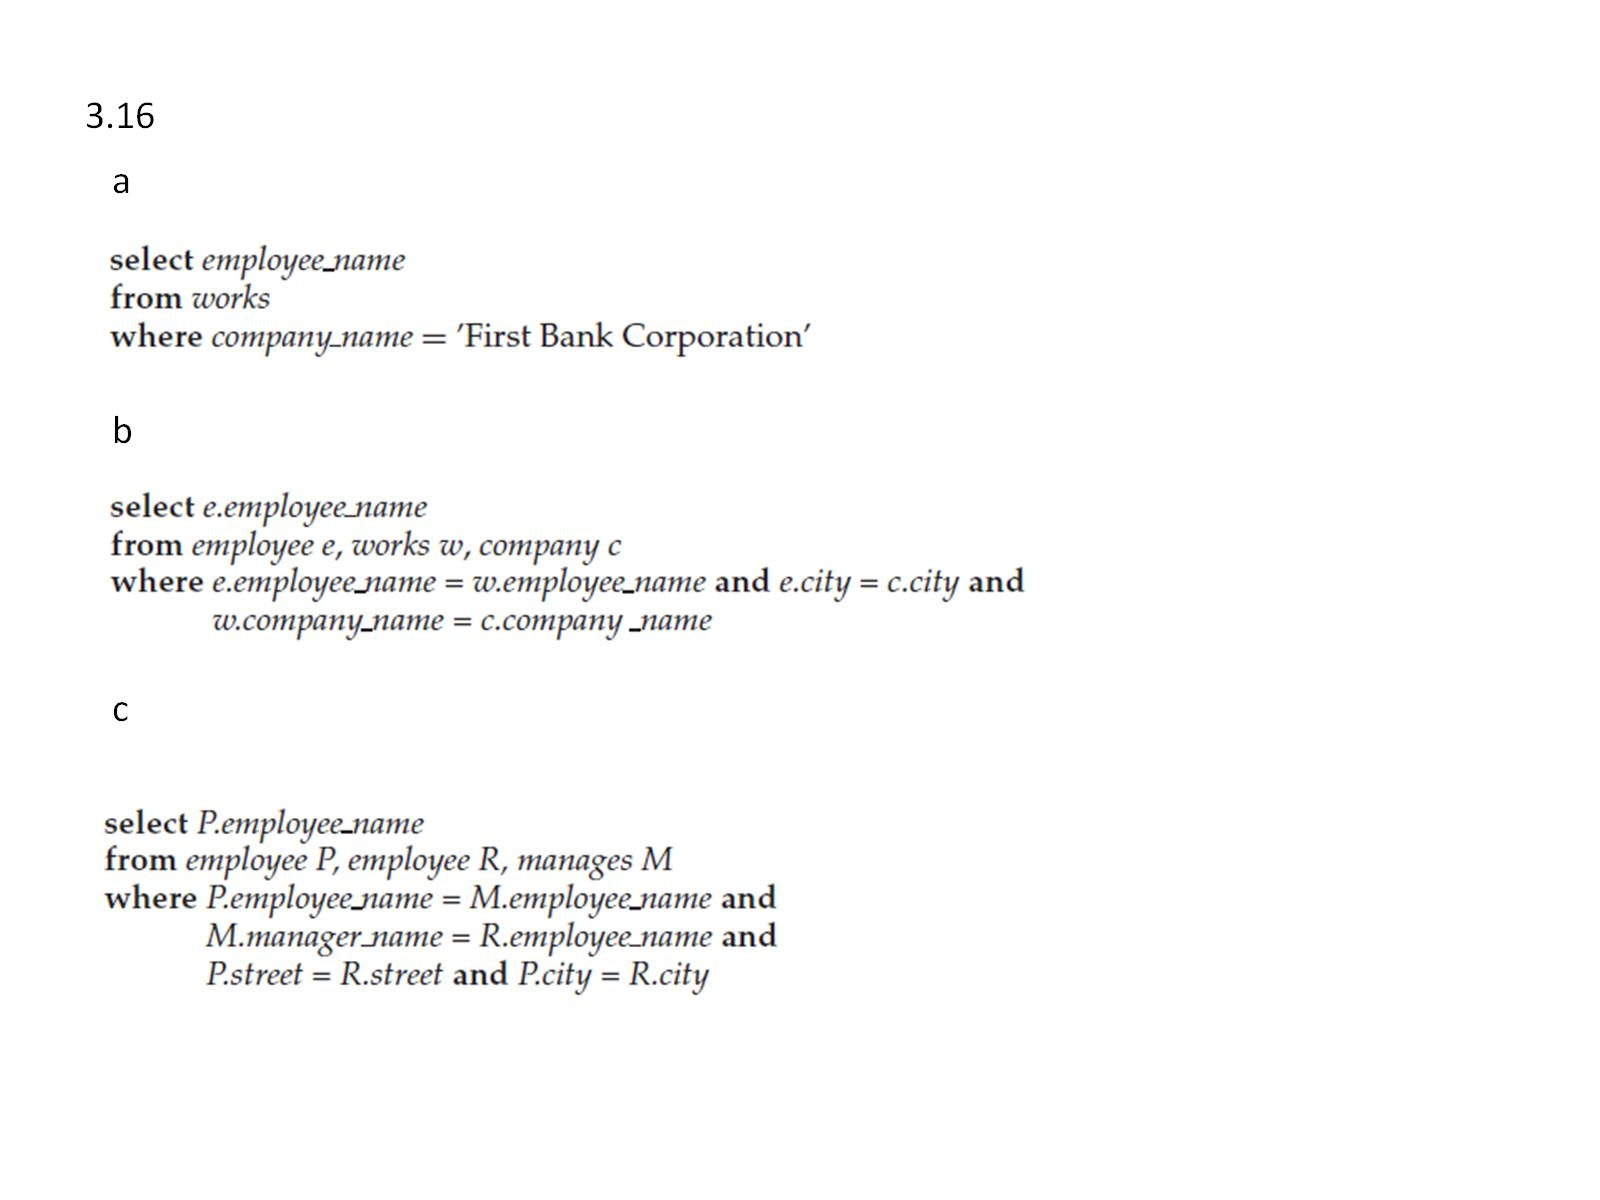 3.16
a
select employee_name
from works
where company_name = ′First Bank Corporation′
b
select e.employee_name
from employee e, works w, company c
where e.employee_name = w.employee_name and e.city = c.city and
w.company_name = c.company _name
c
select P.employee_name
from employee P, employee R, manages M
where P.employee_name = M.employee_name and
M.manager_name = R.employee_name and
P.street = R.street and P.city = R.city